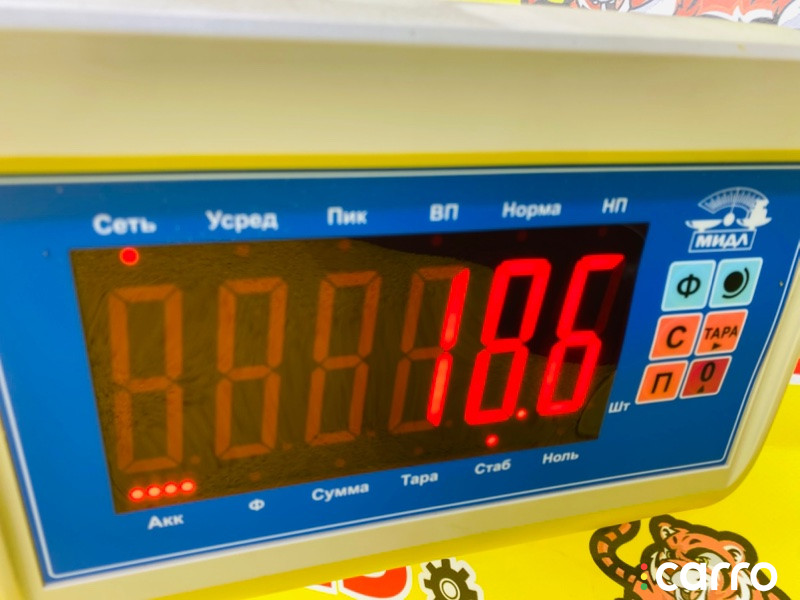 Сеть Усред Пик ВП Норма НП
МИДЛ
18.6
Ф
С ТАРА
П 0
Шт
Акк Ф Сумма Тара Стаб Ноль
carro